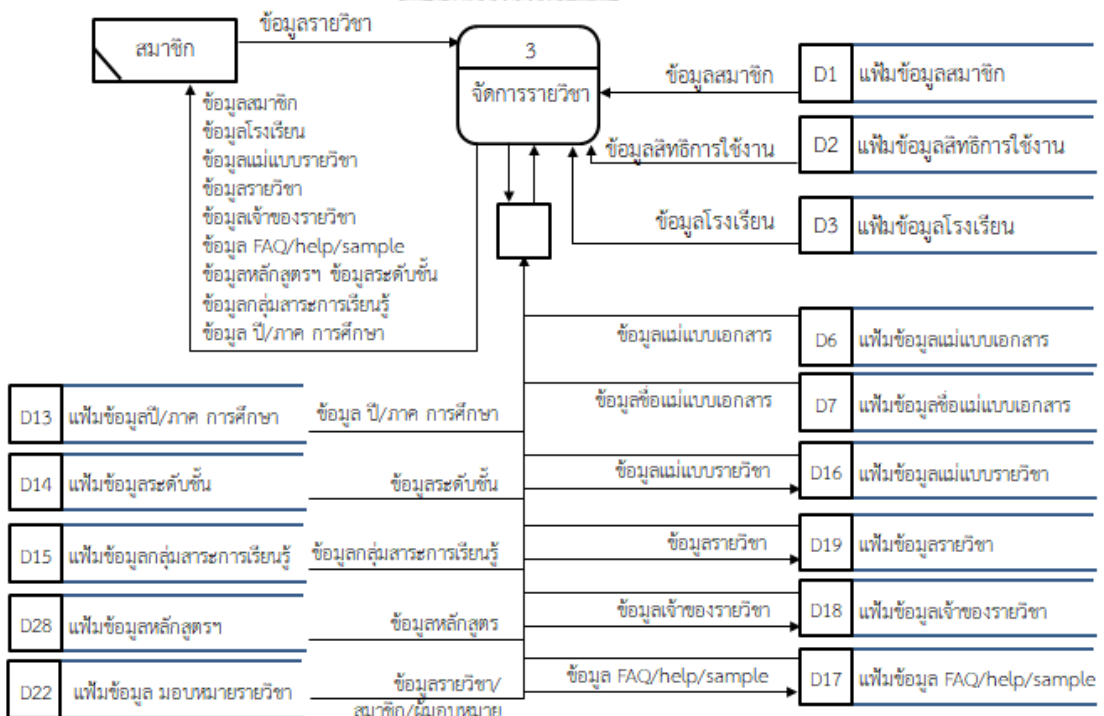 ข้อมูลรายวิชา
สมาชิก
3
จัดการรายวิชา
ข้อมูลสมาชิก
D1 แฟ้มข้อมูลสมาชิก
ข้อมูลสิทธิการใช้งาน
D2 แฟ้มข้อมูลสิทธิการใช้งาน
ข้อมูลโรงเรียน
D3 แฟ้มข้อมูลโรงเรียน
ข้อมูลสมาชิก
ข้อมูลโรงเรียน
ข้อมูลแม่แบบรายวิชา
ข้อมูลรายวิชา
ข้อมูลเจ้าของรายวิชา
ข้อมูล FAQ/help/sample
ข้อมูลหลักสูตรฯ ข้อมูลระดับชั้น
ข้อมูลกลุ่มสาระการเรียนรู้
ข้อมูล ปี/ภาค การศึกษา
ข้อมูลแม่แบบเอกสาร
D6 แฟ้มข้อมูลแม่แบบเอกสาร
ข้อมูลชื่อแม่แบบเอกสาร
D7 แฟ้มข้อมูลชื่อแม่แบบเอกสาร
D13 แฟ้มข้อมูลปี/ภาค การศึกษา
ข้อมูล ปี/ภาค การศึกษา
ข้อมูลแม่แบบรายวิชา
D16 แฟ้มข้อมูลแม่แบบรายวิชา
D14 แฟ้มข้อมูลระดับชั้น
ข้อมูลระดับชั้น
ข้อมูลรายวิชา
D19 แฟ้มข้อมูลรายวิชา
D15 แฟ้มข้อมูลกลุ่มสาระการเรียนรู้
ข้อมูลกลุ่มสาระการเรียนรู้
ข้อมูลเจ้าของรายวิชา
D18 แฟ้มข้อมูลเจ้าของรายวิชา
D28 แฟ้มข้อมูลหลักสูตรฯ
ข้อมูลหลักสูตร
ข้อมูล FAQ/help/sample
D17 แฟ้มข้อมูล FAQ/help/sample
D22 แฟ้มข้อมูล มอบหมายรายวิชา
ข้อมูลรายวิชา/
สมาชิก/ผู้มอบหมาย